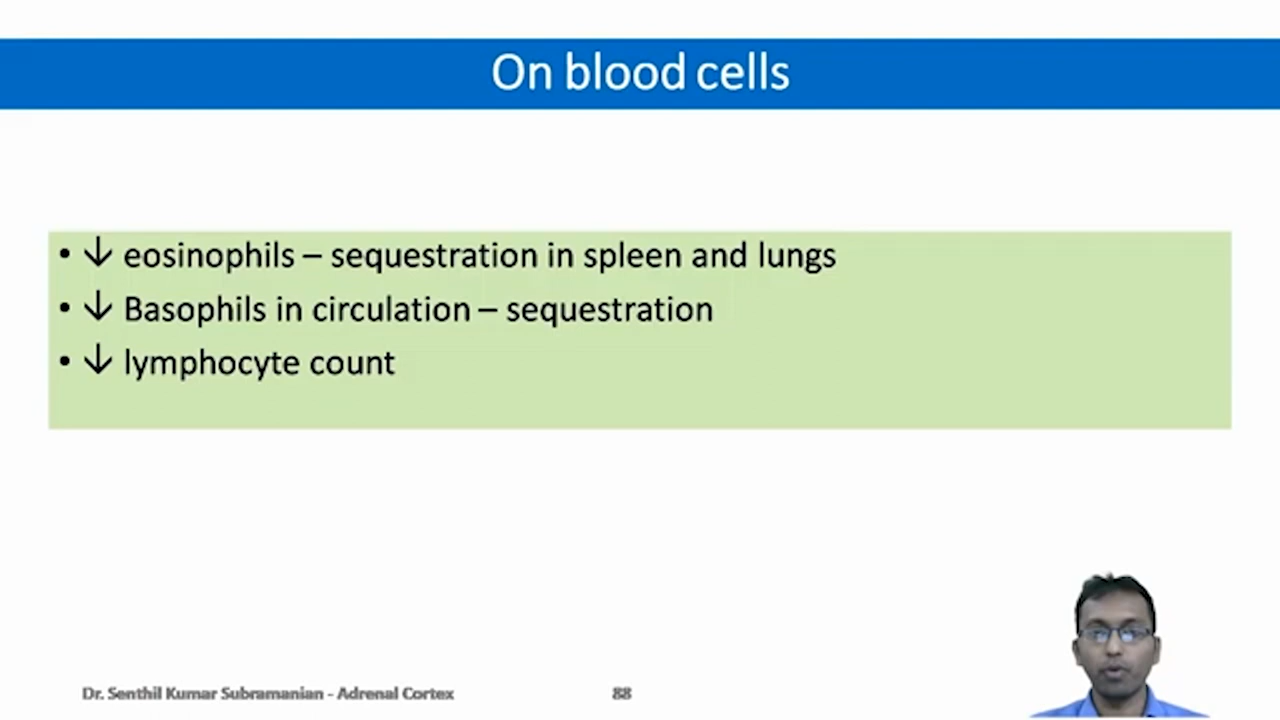 On blood cells
• ↓ eosinophils – sequestration in spleen and lungs
• ↓ Basophils in circulation – sequestration
• ↓ lymphocyte count
Dr. Senthil Kumar Subramanian - Adrenal Cortex 88